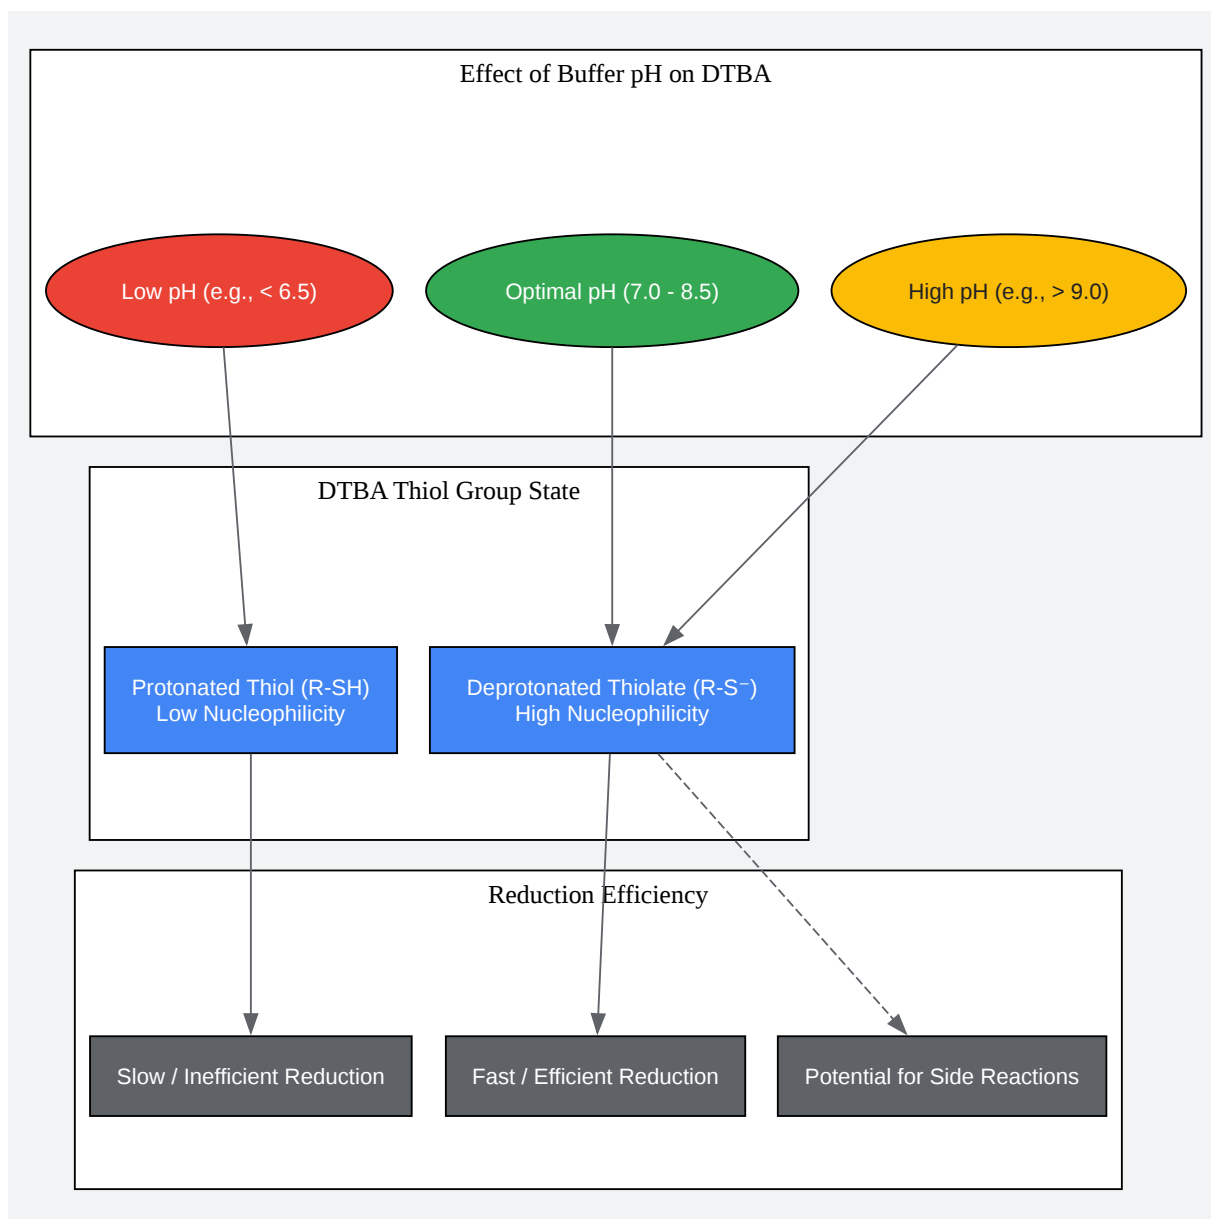 Effect of Buffer pH on DTBA
Low pH (e.g., < 6.5)
Optimal pH (7.0 - 8.5)
High pH (e.g., > 9.0)
DTBA Thiol Group State
Protonated Thiol (R-SH)
Low Nucleophilicity
Deprotonated Thiolate (R-S⁻)
High Nucleophilicity
Reduction Efficiency
Slow / Inefficient Reduction
Fast / Efficient Reduction
Potential for Side Reactions